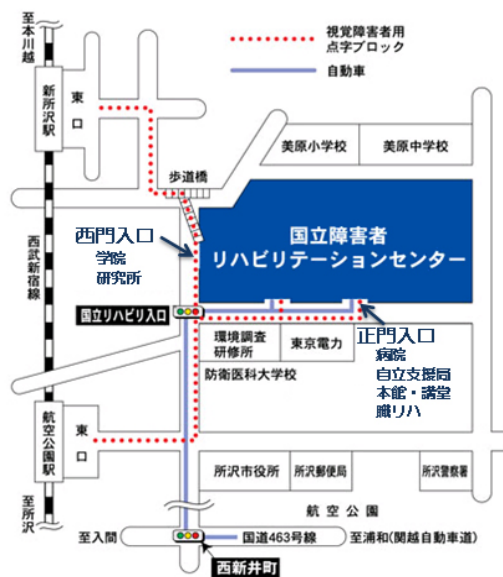 至本川越
新所沢駅
東口
視覚障害者用
点字ブロック
自動車
美原小学校
美原中学校
歩道橋
西門入口
学院
研究所
国立障害者
リハビリテーションセンター
西武新宿線
国立リハビリ入口
環境調査
研修所
東京電力
正門入口
病院
自立支援局
本館・講堂
職リハ
防衛医科大学校
航空公園駅
東口
所沢市役所
所沢郵便局
所沢警察署
至所沢
航空公園
至入間
国道463号線
至浦和(関越自動車道)
西新井町